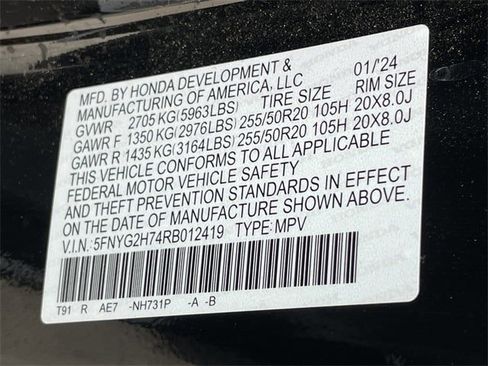 MFD. BY HONDA DEVELOPMENT &
MANUFACTURING OF AMERICA, LLC 01/'24
GVWR 2705 KG(5963LBS) TIRE SIZE RIM SIZE
GAWR F 1350 KG(2976LBS) 255/50R20 105H 20X8.0J
GAWR R 1435 KG(3164LBS) 255/50R20 105H 20X8.0J
THIS VEHICLE CONFORMS TO ALL APPLICABLE
FEDERAL MOTOR VEHICLE SAFETY
AND THEFT PREVENTION STANDARDS IN EFFECT
ON THE DATE OF MANUFACTURE SHOWN ABOVE.
V.I.N.:5FNYG2H74RB012419 TYPE:MPV
T91 R AE7 -NH731P -A -B